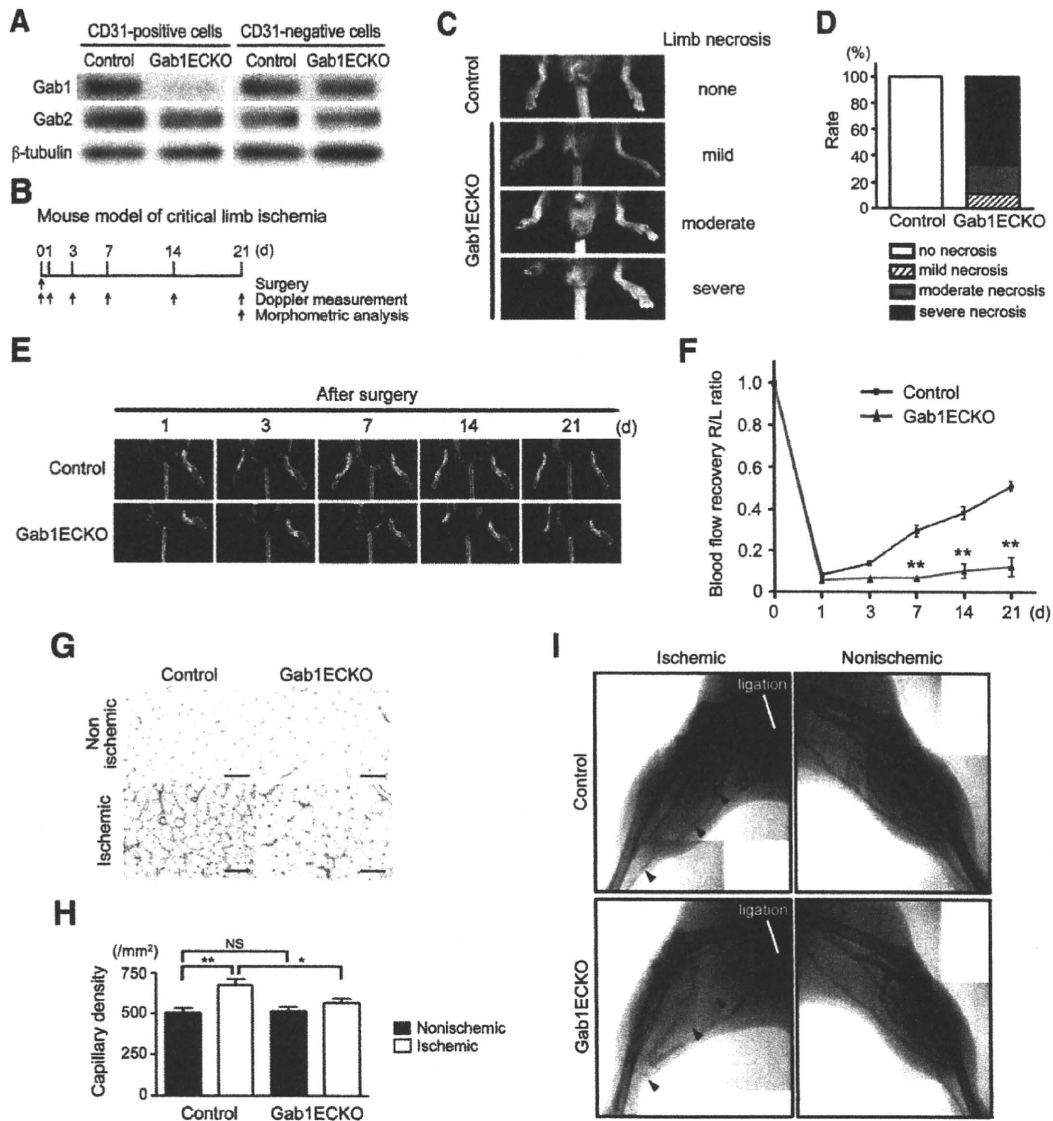 A
CD31-positive cells CD31-negative cells
Control Gab1ECKO Control Gab1ECKO
Gab1
Gab2
β-tubulin
B
Mouse model of critical limb ischemia
01 3 7 14 21 (d)
Surgery
Doppler measurement
Morphometric analysis
C
Limb necrosis
Control
none
Gab1ECKO
mild
moderate
severe
D
(%)
100
80
60
40
20
0
Rate
Control Gab1ECKO
no necrosis
mild necrosis
moderate necrosis
severe necrosis
E
After surgery
1 3 7 14 21 (d)
Control
Gab1ECKO
F
Blood flow recovery R/L ratio
1.0
0.8
0.6
0.4
0.2
0
Control
Gab1ECKO
** ** **
0 1 3 7 14 21 (d)
G
Control Gab1ECKO
Non
ischemic
Ischemic
H
(/mm²)
NS
** *
750
500
250
0
Capillary density
Nonischemic
Ischemic
Control Gab1ECKO
I
Ischemic Nonischemic
ligation
Control
ligation
Gab1ECKO